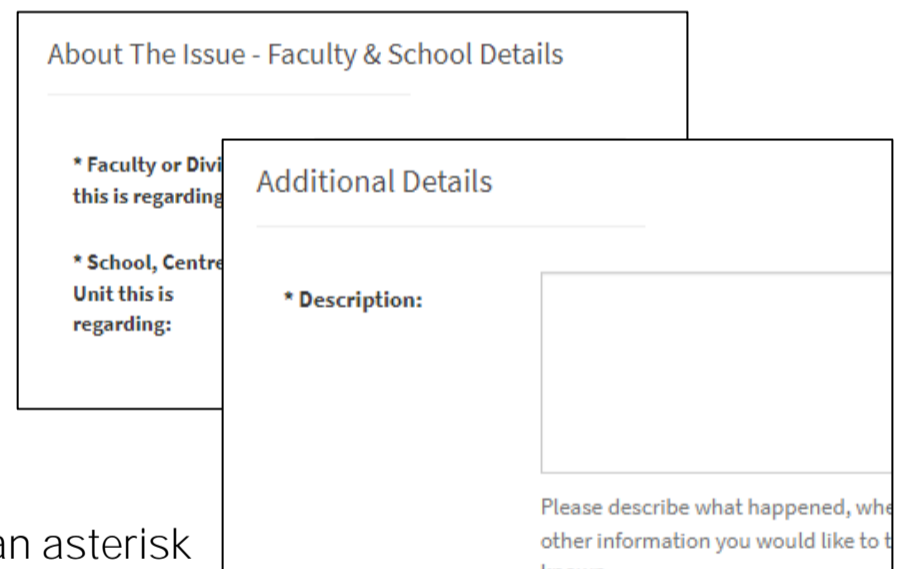 About The Issue - Faculty & School Details
* Faculty or Divi
this is regarding
* School, Centre
Unit this is
regarding:
Additional Details
* Description:
Please describe what happened, whe
other information you would like to t
an asterisk